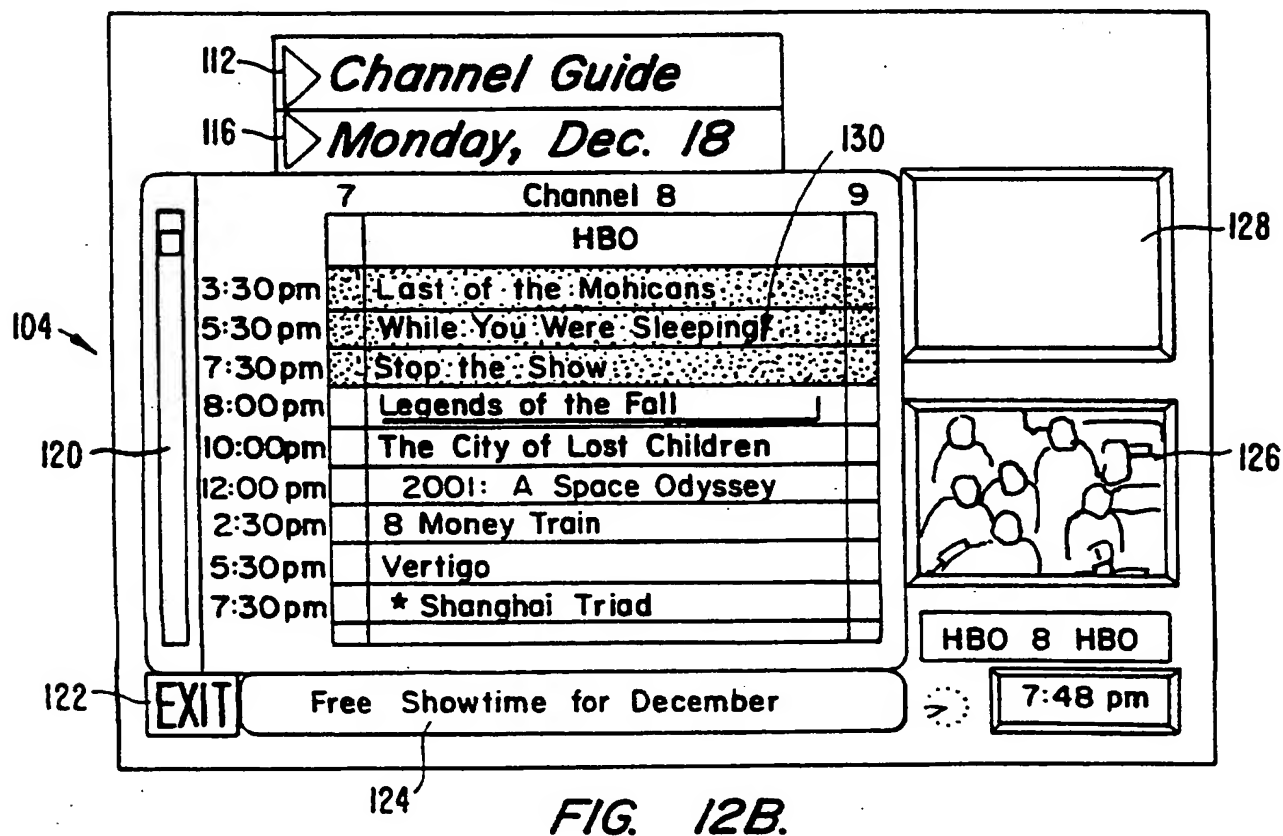 112 Channel Guide
116 Monday, Dec. 18
130
7 Channel 8 9
HBO
128
3:30pm Last of the Mohicans
104
5:30pm While You Were Sleeping
7:30pm Stop the Show
8:00pm Legends of the Fall
120
10:00pm The City of Lost Children
126
12:00 pm 2001: A Space Odyssey
2:30pm 8 Money Train
5:30pm Vertigo
7:30pm * Shanghai Triad
HBO 8 HBO
122 EXIT Free Showtime for December 7:48 pm
124
FIG. 12B.